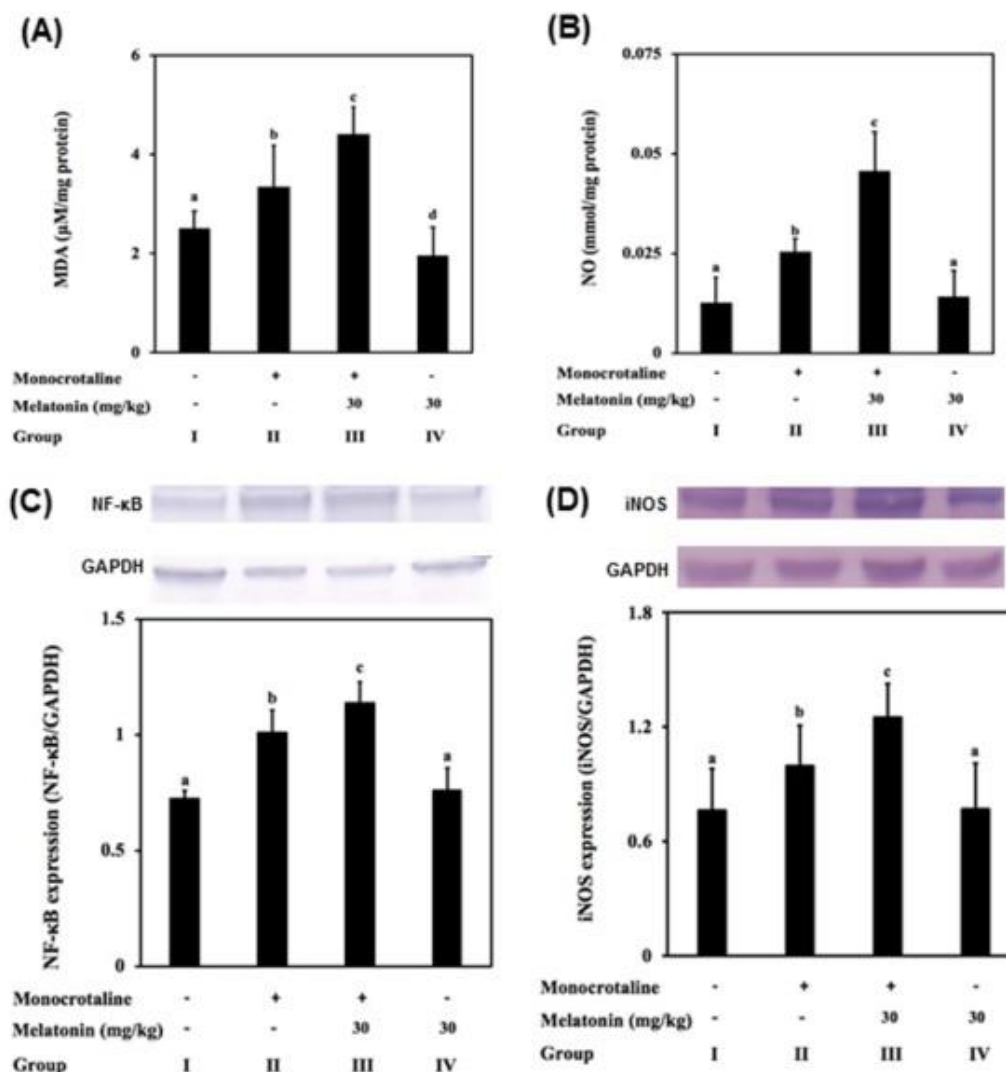 (A)
6
4
2
0
MDA (µM/mg protein)
a
b
c
d
Monocrotaline - + + -
Melatonin (mg/kg) - - 30 30
Group I II III IV
(B)
0.075
0.05
0.025
0
NO (mmol/mg protein)
a
b
c
a
Monocrotaline - + + -
Melatonin (mg/kg) - - 30 30
Group I II III IV
(C)
NF-κB
GAPDH
1.5
1
0.5
0
NF-κB expression (NF-κB/GAPDH)
a
b
c
a
Monocrotaline - + + -
Melatonin (mg/kg) - - 30 30
Group I II III IV
(D)
iNOS
GAPDH
1.8
1.2
0.6
0
iNOS expression (iNOS/GAPDH)
a
b
c
a
Monocrotaline - + + -
Melatonin (mg/kg) - - 30 30
Group I II III IV